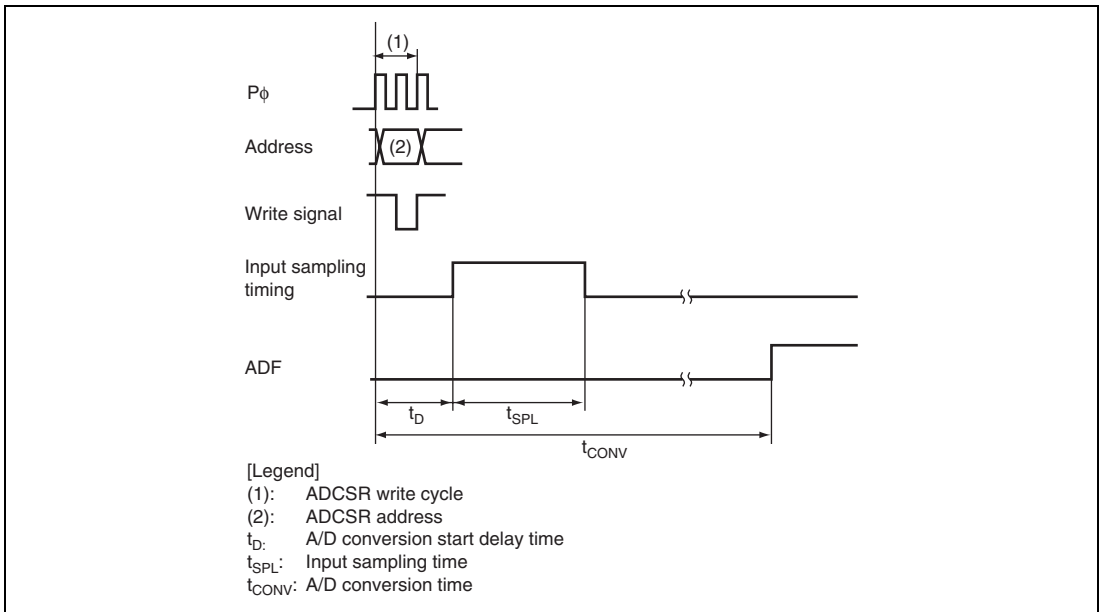 (1)
Pϕ
Address
(2)
Write signal
Input sampling
timing
ADF
tD
tSPL
tCONV
[Legend]
(1): ADCSR write cycle
(2): ADCSR address
tD: A/D conversion start delay time
tSPL: Input sampling time
tCONV: A/D conversion time